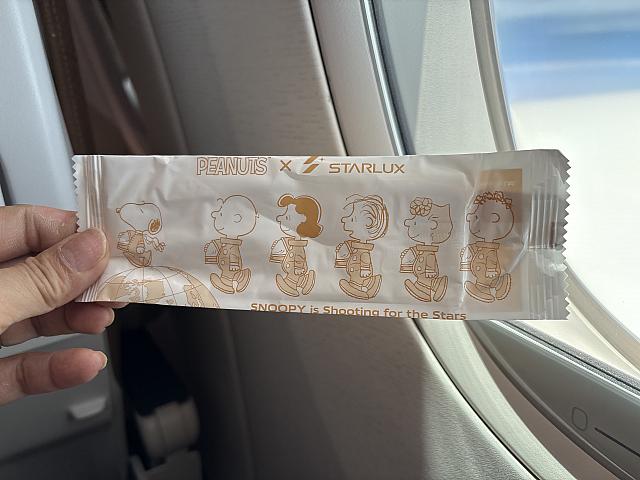 PEANUTS X STARLUX
SNOOPY is Shooting for the Stars